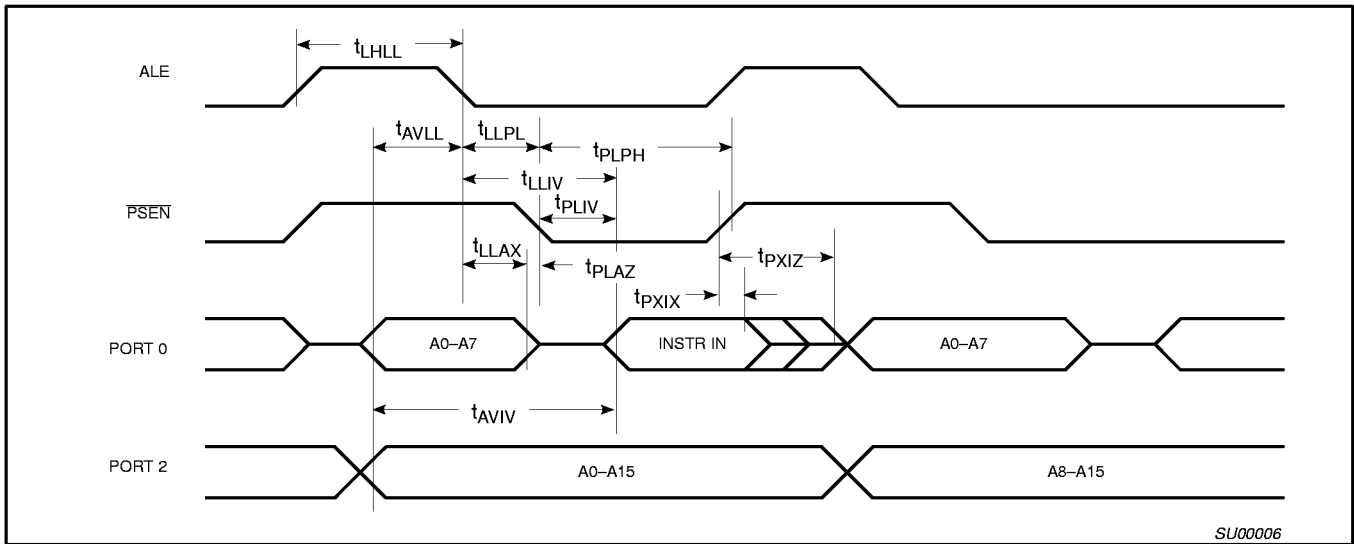 tLHLL
ALE
tAVLL
tLLPL
tPLPH
tLLIV
PSEN
tPLIV
tLLAX
tPLAZ
tPXIZ
tPXIX
PORT 0
A0–A7
INSTR IN
A0–A7
tAVIV
PORT 2
A0–A15
A8–A15
SU00006